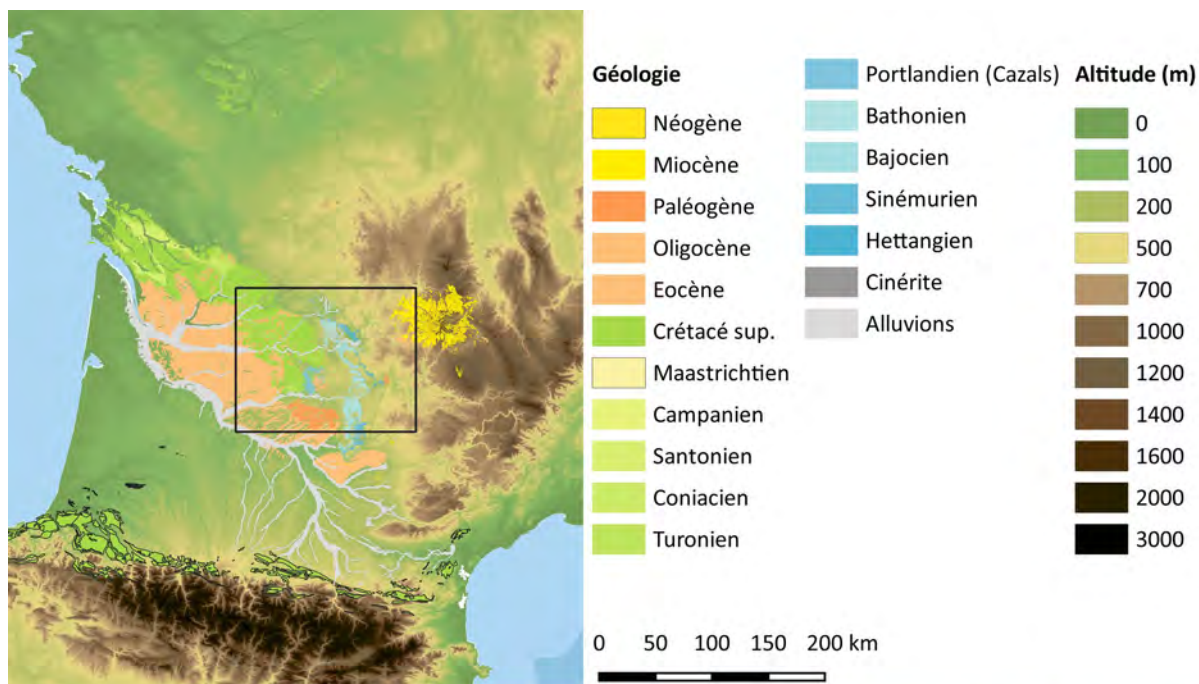 Géologie
Néogène
Miocène
Paléogène
Oligocène
Eocène
Crétacé sup.
Maastrichtien
Campanien
Santonien
Coniacien
Turonien
Portlandien (Cazals)
Bathonien
Bajocien
Sinémurien
Hettangien
Cinérite
Alluvions
Altitude (m)
0
100
200
500
700
1000
1200
1400
1600
2000
3000
0 50 100 150 200 km